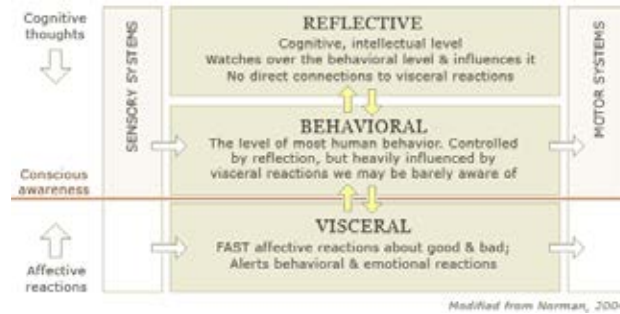 Cognitive
thoughts
SENSORY SYSTEMS
REFLECTIVE
Cognitive, intellectual level
Watches over the behavioral level & influences it
No direct connections to visceral reactions
MOTOR SYSTEMS
BEHAVIORAL
The level of most human behavior. Controlled
by reflection, but heavily influenced by
visceral reactions we may be barely aware of
Conscious
awareness
VISCERAL
FAST affective reactions about good & bad;
Alerts behavioral & emotional reactions
Affective
reactions
Modified from Norman,